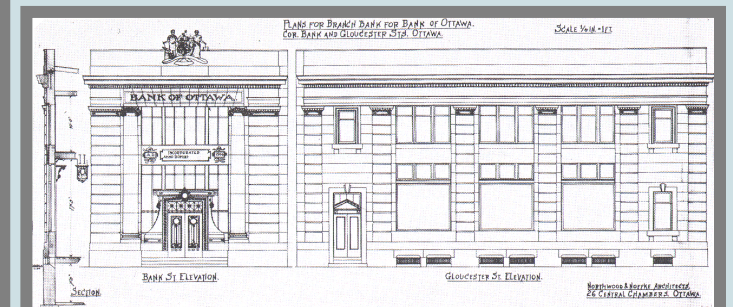 PLANS FOR BRANCH BANK FOR BANK OF OTTAWA.
COR. BANK AND GLOUCESTER STS. OTTAWA.
SCALE 1/8 IN = 1 FT
BANK OF OTTAWA
INCORPORATED
BANK ST ELEVATION.
GLOUCESTER ST ELEVATION.
SECTION.
NORTHWOOD & NOFFKE ARCHITECTS.
26 CENTRAL CHAMBERS. OTTAWA